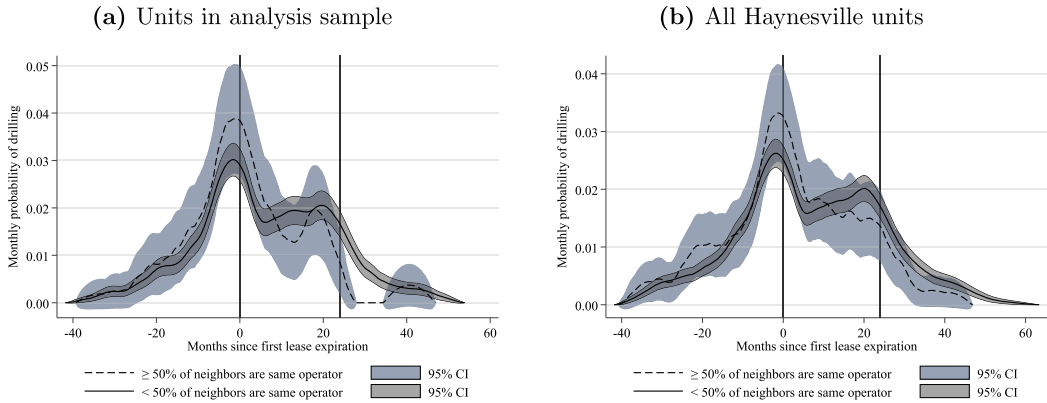 (a) Units in analysis sample
Monthly probability of drilling
0.05
0.04
0.03
0.02
0.01
0.00
-40 -20 0 20 40 60
Months since first lease expiration
≥ 50% of neighbors are same operator 95% CI
< 50% of neighbors are same operator 95% CI
(b) All Haynesville units
Monthly probability of drilling
0.04
0.03
0.02
0.01
0.00
-40 -20 0 20 40 60
Months since first lease expiration
≥ 50% of neighbors are same operator 95% CI
< 50% of neighbors are same operator 95% CI